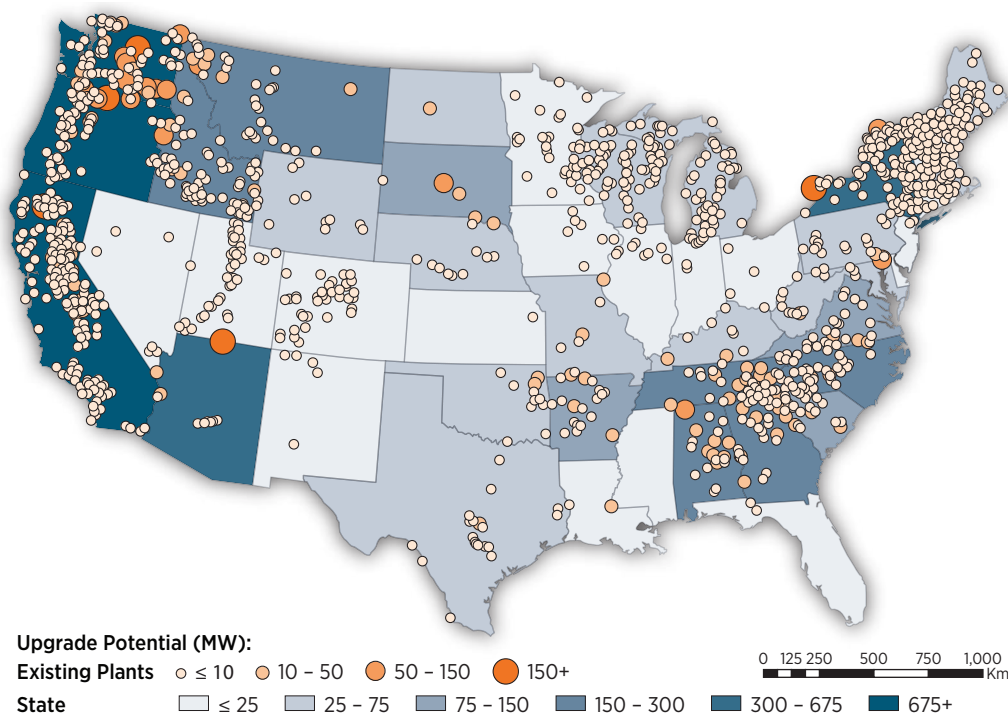 Upgrade Potential (MW):
Existing Plants ≤ 10 10 – 50 50 – 150 150+
0 125 250 500 750 1,000
Km
State ≤ 25 25 – 75 75 – 150 150 – 300 300 – 675 675+